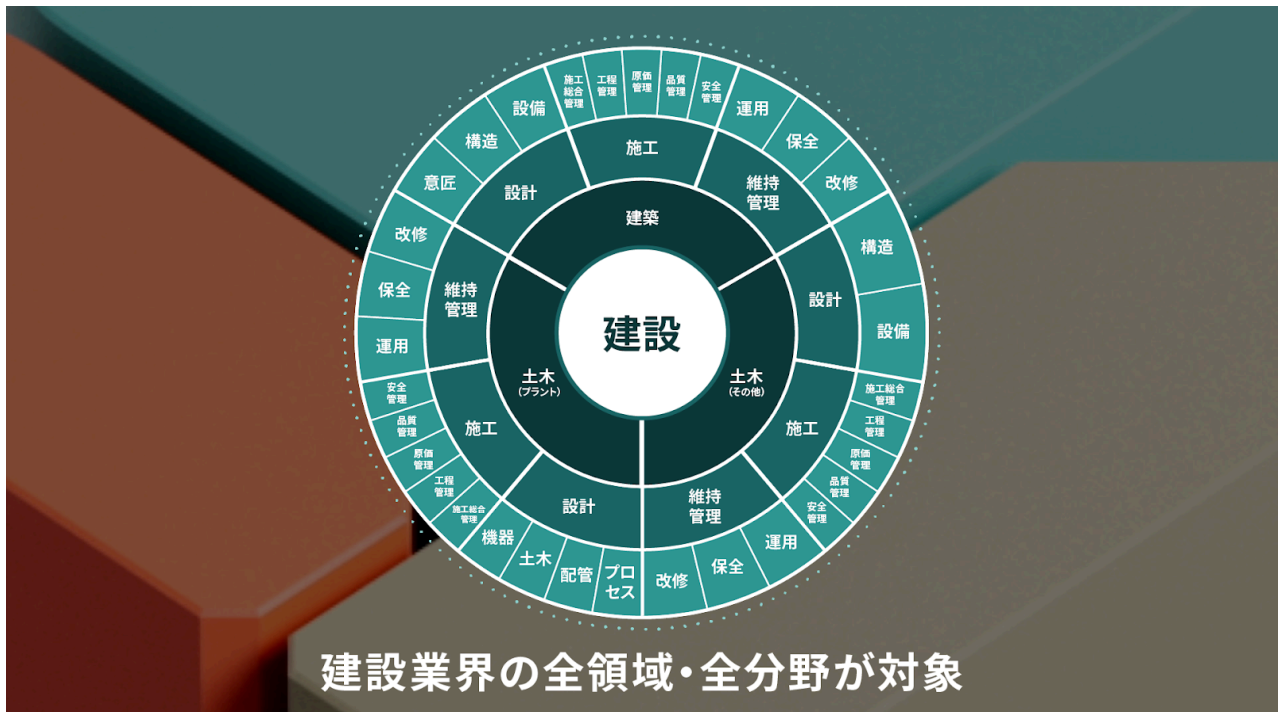 建設
建築
設計
意匠
構造
設備
施工
施工
総合
管理
工程
管理
原価
管理
品質
管理
安全
管理
維持
管理
運用
保全
改修
土木
(その他)
設計
構造
設備
施工
施工総合
管理
工程
管理
原価
管理
品質
管理
安全
管理
維持
管理
運用
保全
改修
土木
(プラント)
設計
プロ
セス
配管
土木
機器
施工
施工総合
管理
工程
管理
原価
管理
品質
管理
安全
管理
維持
管理
運用
保全
改修
建設業界の全領域・全分野が対象